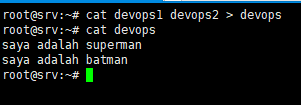 root@srv:~# cat devops1 devops2 > devops
root@srv:~# cat devops
saya adalah superman
saya adalah batman
root@srv:~#